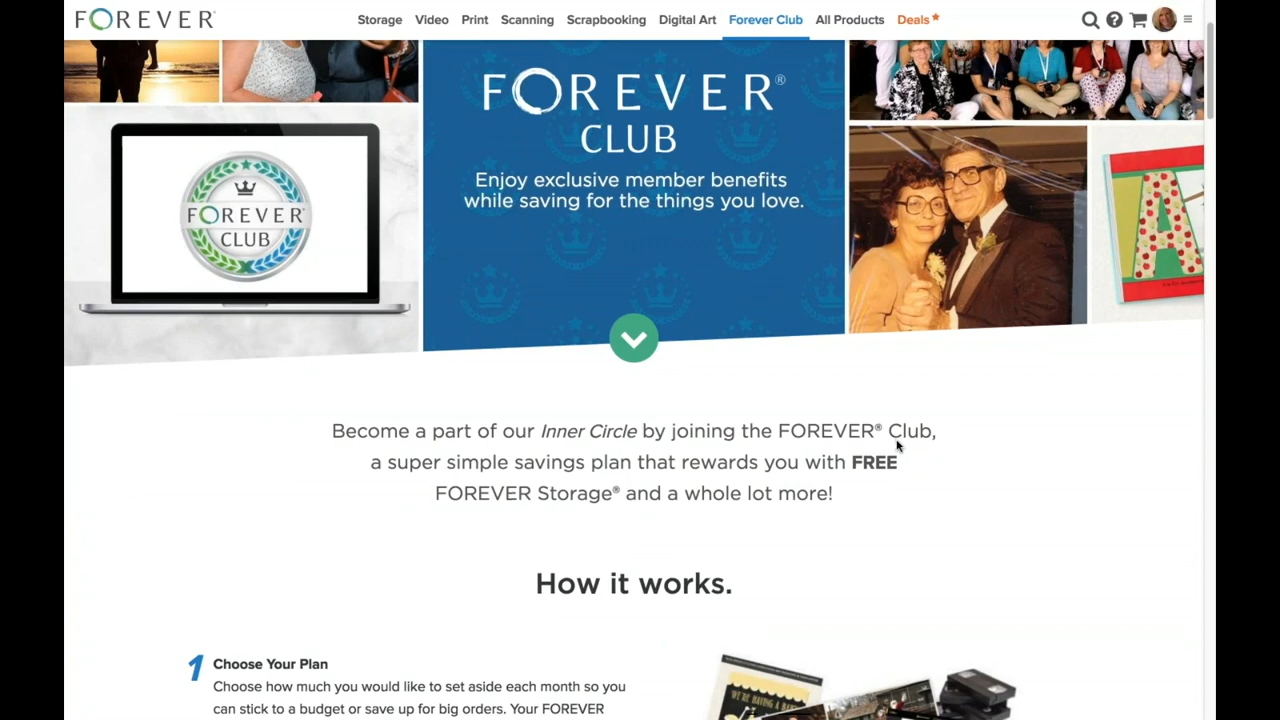 FOREVER®
Storage Video Print Scanning Scrapbooking Digital Art Forever Club All Products Deals
FOREVER®
CLUB
Enjoy exclusive member benefits
while saving for the things you love.
FOREVER
CLUB
A
Become a part of our Inner Circle by joining the FOREVER® Club,
a super simple savings plan that rewards you with FREE
FOREVER Storage® and a whole lot more!
How it works.
1 Choose Your Plan
Choose how much you would like to set aside each month so you
can stick to a budget or save up for big orders. Your FOREVER
WE'RE HAVING A